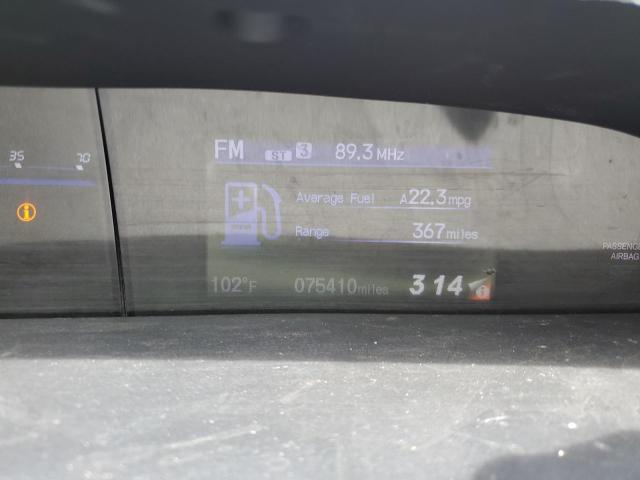 35 70
FM ST 3 89.3 MHz
Average Fuel A22.3 mpg
Range 367 miles
102°F 075410 miles 3 14
PASSENGE
AIRBAG